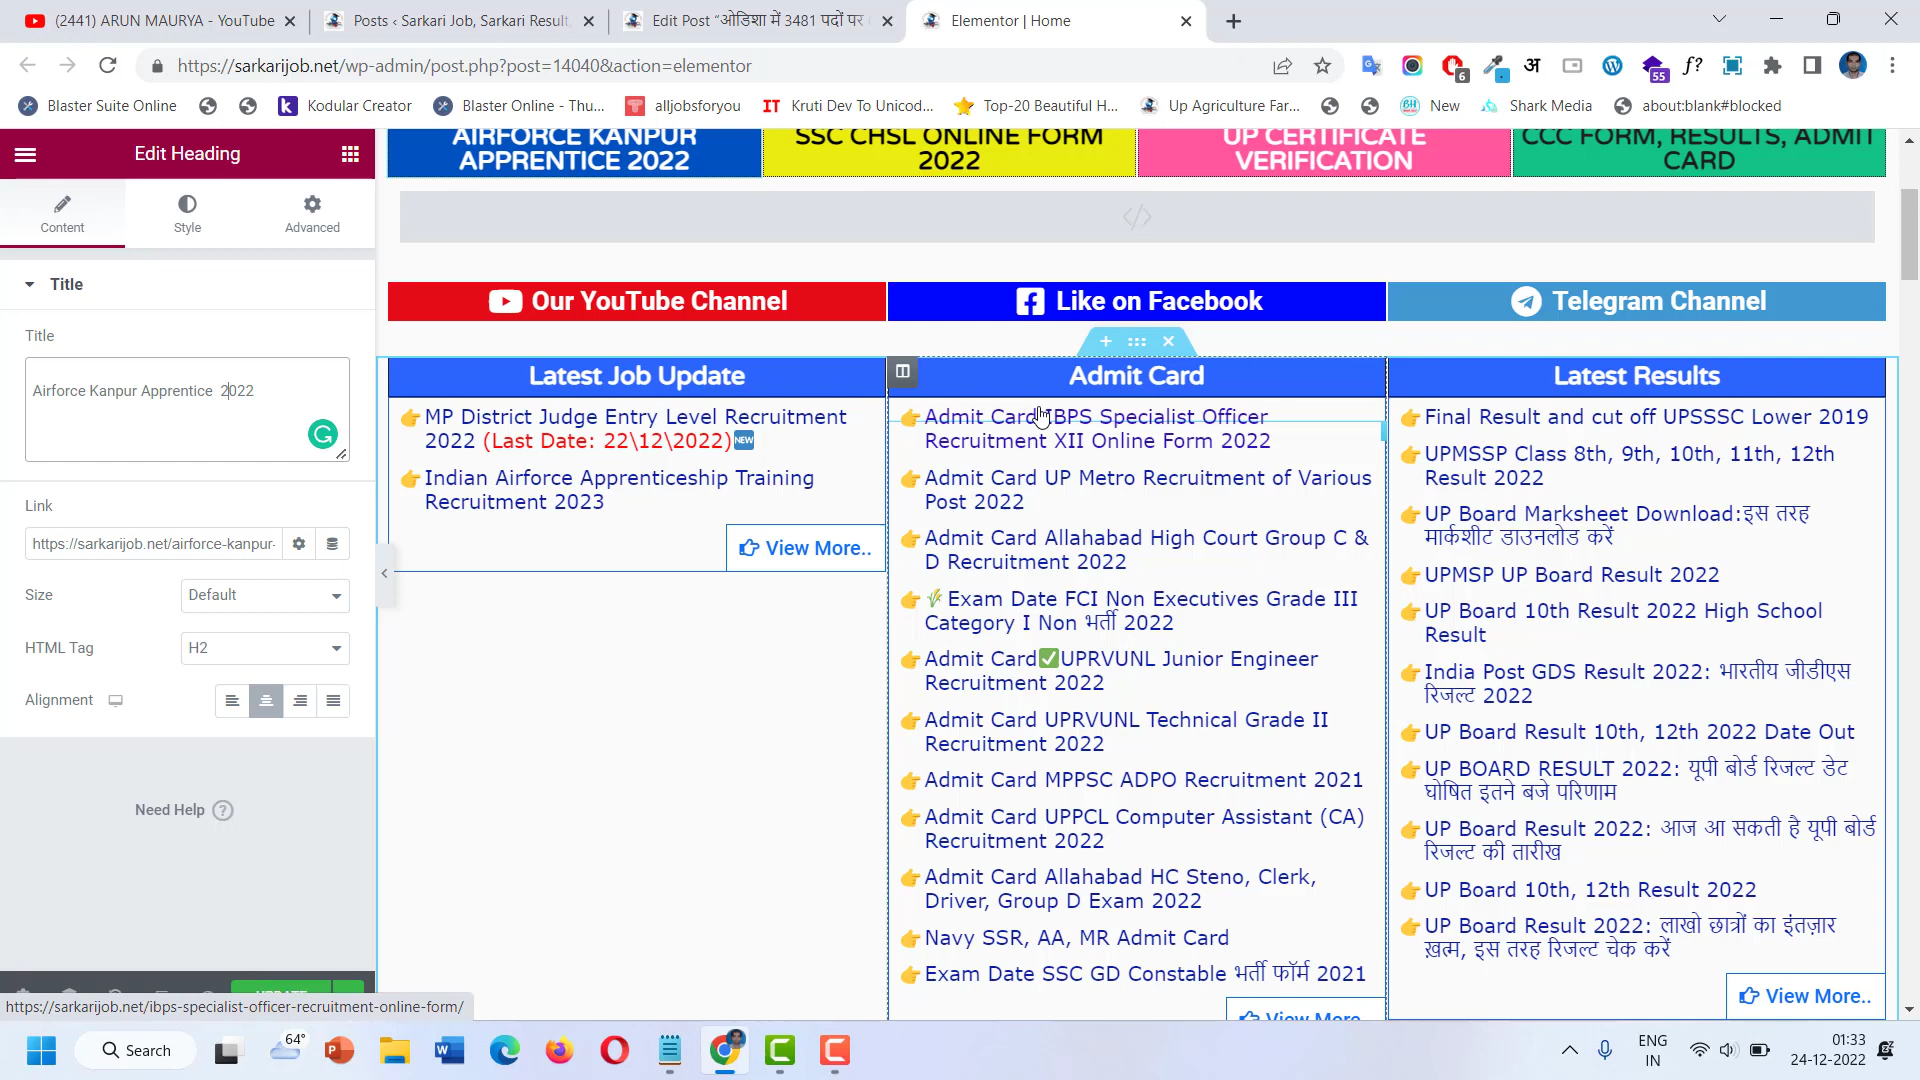 (2441) ARUN MAURYA - YouTube
Posts ‹ Sarkari Job, Sarkari Result,
Edit Post “ओडिशा में 3481 पदों पर
Elementor | Home
https://sarkarijob.net/wp-admin/post.php?post=14040&action=elementor
6
अ
55
f?
Blaster Suite Online
Kodular Creator
Blaster Online - Thu...
alljobsforyou
IT Kruti Dev To Unicod...
Top-20 Beautiful H...
Up Agriculture Far...
New
Shark Media
about:blank#blocked
Edit Heading
Content
Style
Advanced
Title
Title
Airforce Kanpur Apprentice 2022
Link
https://sarkarijob.net/airforce-kanpur-
Size
Default
HTML Tag
H2
Alignment
Need Help ?
UPDATE
https://sarkarijob.net/ibps-specialist-officer-recruitment-online-form/
AIRFORCE KANPUR
APPRENTICE 2022
SSC CHSL ONLINE FORM
2022
UP CERTIFICATE
VERIFICATION
CCC FORM, RESULTS, ADMIT
CARD
Our YouTube Channel
Like on Facebook
Telegram Channel
Latest Job Update
MP District Judge Entry Level Recruitment
2022 (Last Date: 22\12\2022) NEW
Indian Airforce Apprenticeship Training
Recruitment 2023
View More..
Admit Card
Admit Card IBPS Specialist Officer
Recruitment XII Online Form 2022
Admit Card UP Metro Recruitment of Various
Post 2022
Admit Card Allahabad High Court Group C &
D Recruitment 2022
Exam Date FCI Non Executives Grade III
Category I Non भर्ती 2022
Admit Card✅UPRVUNL Junior Engineer
Recruitment 2022
Admit Card UPRVUNL Technical Grade II
Recruitment 2022
Admit Card MPPSC ADPO Recruitment 2021
Admit Card UPPCL Computer Assistant (CA)
Recruitment 2022
Admit Card Allahabad HC Steno, Clerk,
Driver, Group D Exam 2022
Navy SSR, AA, MR Admit Card
Exam Date SSC GD Constable भर्ती फॉर्म 2021
View More..
Latest Results
Final Result and cut off UPSSSC Lower 2019
UPMSSP Class 8th, 9th, 10th, 11th, 12th
Result 2022
UP Board Marksheet Download:इस तरह
मार्कशीट डाउनलोड करें
UPMSP UP Board Result 2022
UP Board 10th Result 2022 High School
Result
India Post GDS Result 2022: भारतीय जीडीएस
रिजल्ट 2022
UP Board Result 10th, 12th 2022 Date Out
UP BOARD RESULT 2022: यूपी बोर्ड रिजल्ट डेट
घोषित इतने बजे परिणाम
UP Board Result 2022: आज आ सकती है यूपी बोर्ड
रिजल्ट की तारीख
UP Board 10th, 12th Result 2022
UP Board Result 2022: लाखो छात्रों का इंतज़ार
ख़त्म, इस तरह रिजल्ट चेक करें
View More..
Search
64°
ENG
IN
01:33
24-12-2022